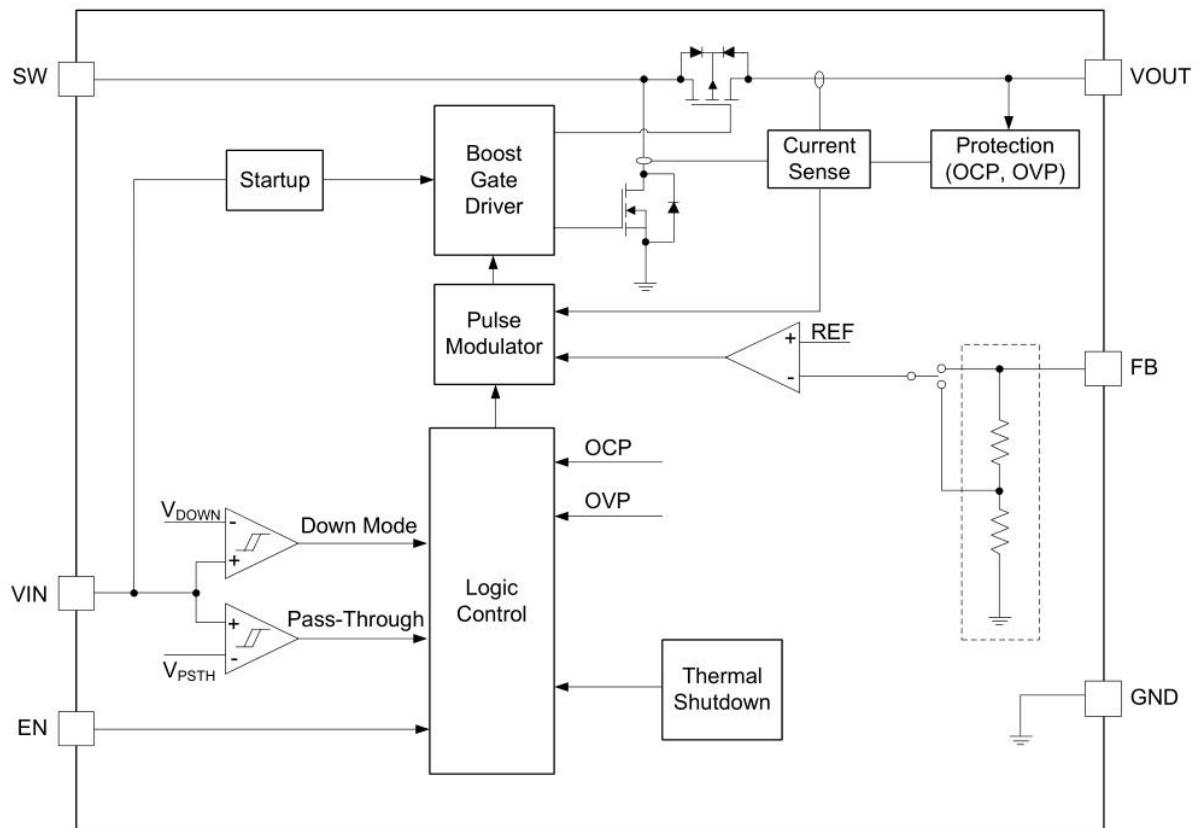 SW
VOUT
Boost
Gate
Driver
Current
Sense
Protection
(OCP, OVP)
Startup
Pulse
Modulator
+
REF
-
FB
OCP
OVP
VDOWN
-
Down Mode
+
VIN
Logic
Control
+
Pass-Through
-
VPSTH
Thermal
Shutdown
GND
EN